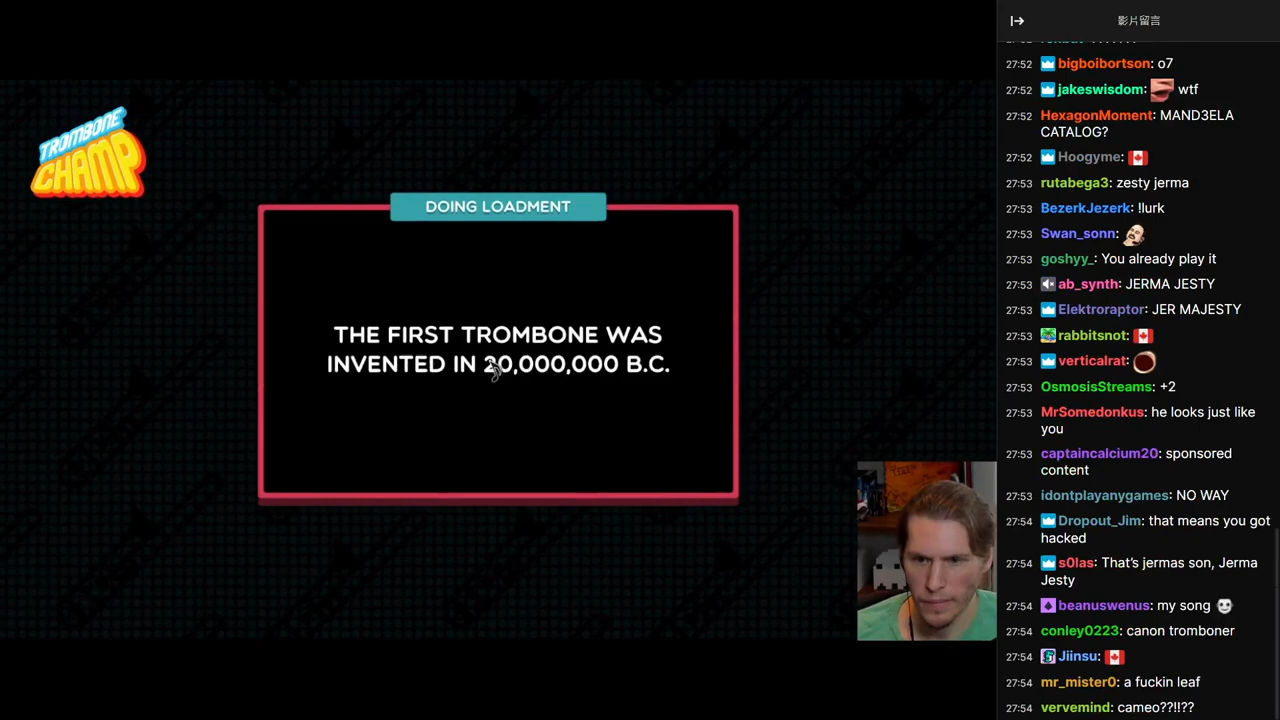 TROMBONE
CHAMP
DOING LOADMENT
THE FIRST TROMBONE WAS
INVENTED IN 20,000,000 B.C.
影片留言
27:52 bigboibortson: o7
27:52 jakeswisdom: wtf
27:52 HexagonMoment: MAND3ELA
CATALOG?
27:52 Hoogyme:
27:53 rutabega3: zesty jerma
27:53 BezerkJezerk: !lurk
27:53 Swan_sonn:
27:53 goshyy_: You already play it
27:53 ab_synth: JERMA JESTY
27:53 Elektroraptor: JER MAJESTY
27:53 rabbitsnot:
27:53 verticalrat:
27:53 OsmosisStreams: +2
27:53 MrSomedonkus: he looks just like
you
27:53 captaincalcium20: sponsored
content
27:53 idontplayanygames: NO WAY
27:54 Dropout_Jim: that means you got
hacked
27:54 s0las: That's jermas son, Jerma
Jesty
27:54 beanuswenus: my song
27:54 conley0223: canon tromboner
27:54 Jiinsu:
27:54 mr_mister0: a fuckin leaf
27:54 vervemind: cameo??!!??